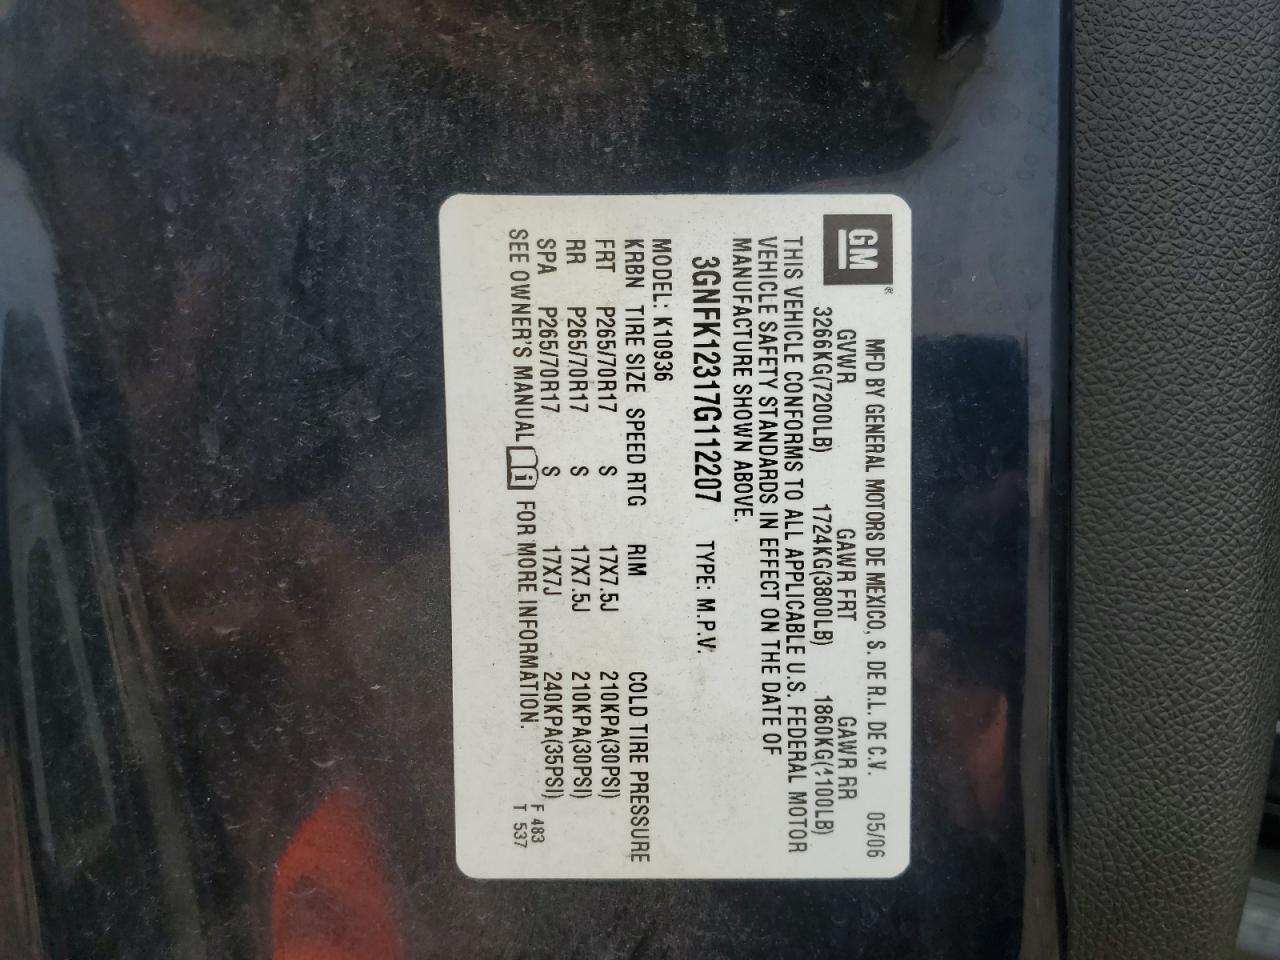 GM ®
MFD BY GENERAL MOTORS DE MEXICO, S. DE R.L. DE C.V. 05/06
GVWR GAWR FRT GAWR RR
3266KG(7200LB) 1724KG(3800LB) 1860KG(4100LB)
THIS VEHICLE CONFORMS TO ALL APPLICABLE U.S. FEDERAL MOTOR
VEHICLE SAFETY STANDARDS IN EFFECT ON THE DATE OF
MANUFACTURE SHOWN ABOVE.
3GNFK12317G112207 TYPE: M.P.V.
MODEL: K10936
KRBN TIRE SIZE SPEED RTG RIM COLD TIRE PRESSURE
FRT P265/70R17 S 17X7.5J 210KPA(30PSI)
RR P265/70R17 S 17X7.5J 210KPA(30PSI)
SPA P265/70R17 S 17X7J 240KPA(35PSI)
SEE OWNER'S MANUAL i FOR MORE INFORMATION.
F 483
T 537